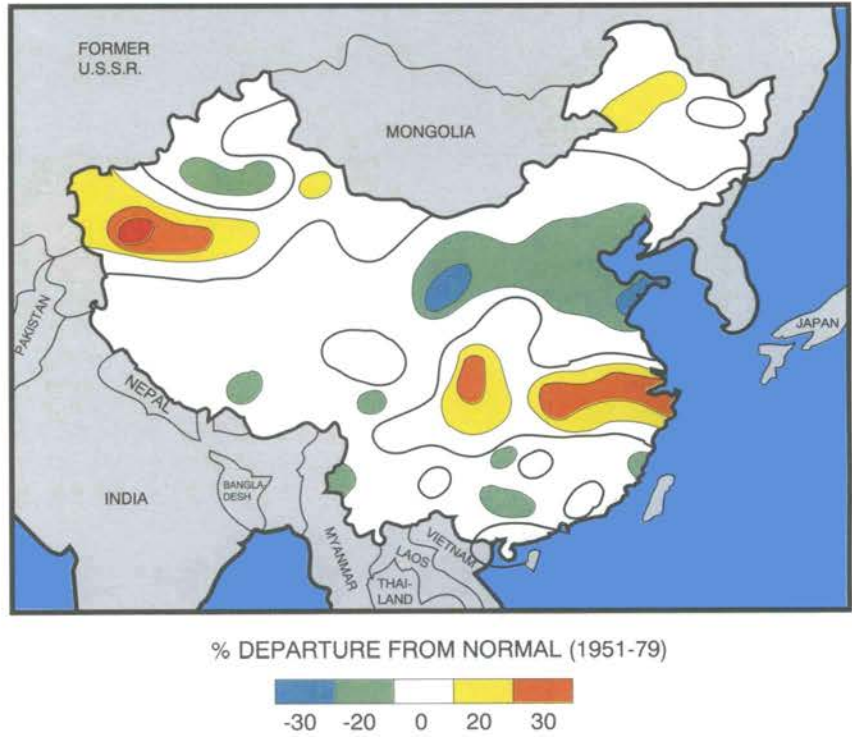 FORMER
U.S.S.R.
MONGOLIA
JAPAN
PAKISTAN
NEPAL
INDIA
BANGLA
DESH
MYANMAR
VIETNAM
LAOS
THAI-
LAND
% DEPARTURE FROM NORMAL (1951-79)
-30 -20 0 20 30